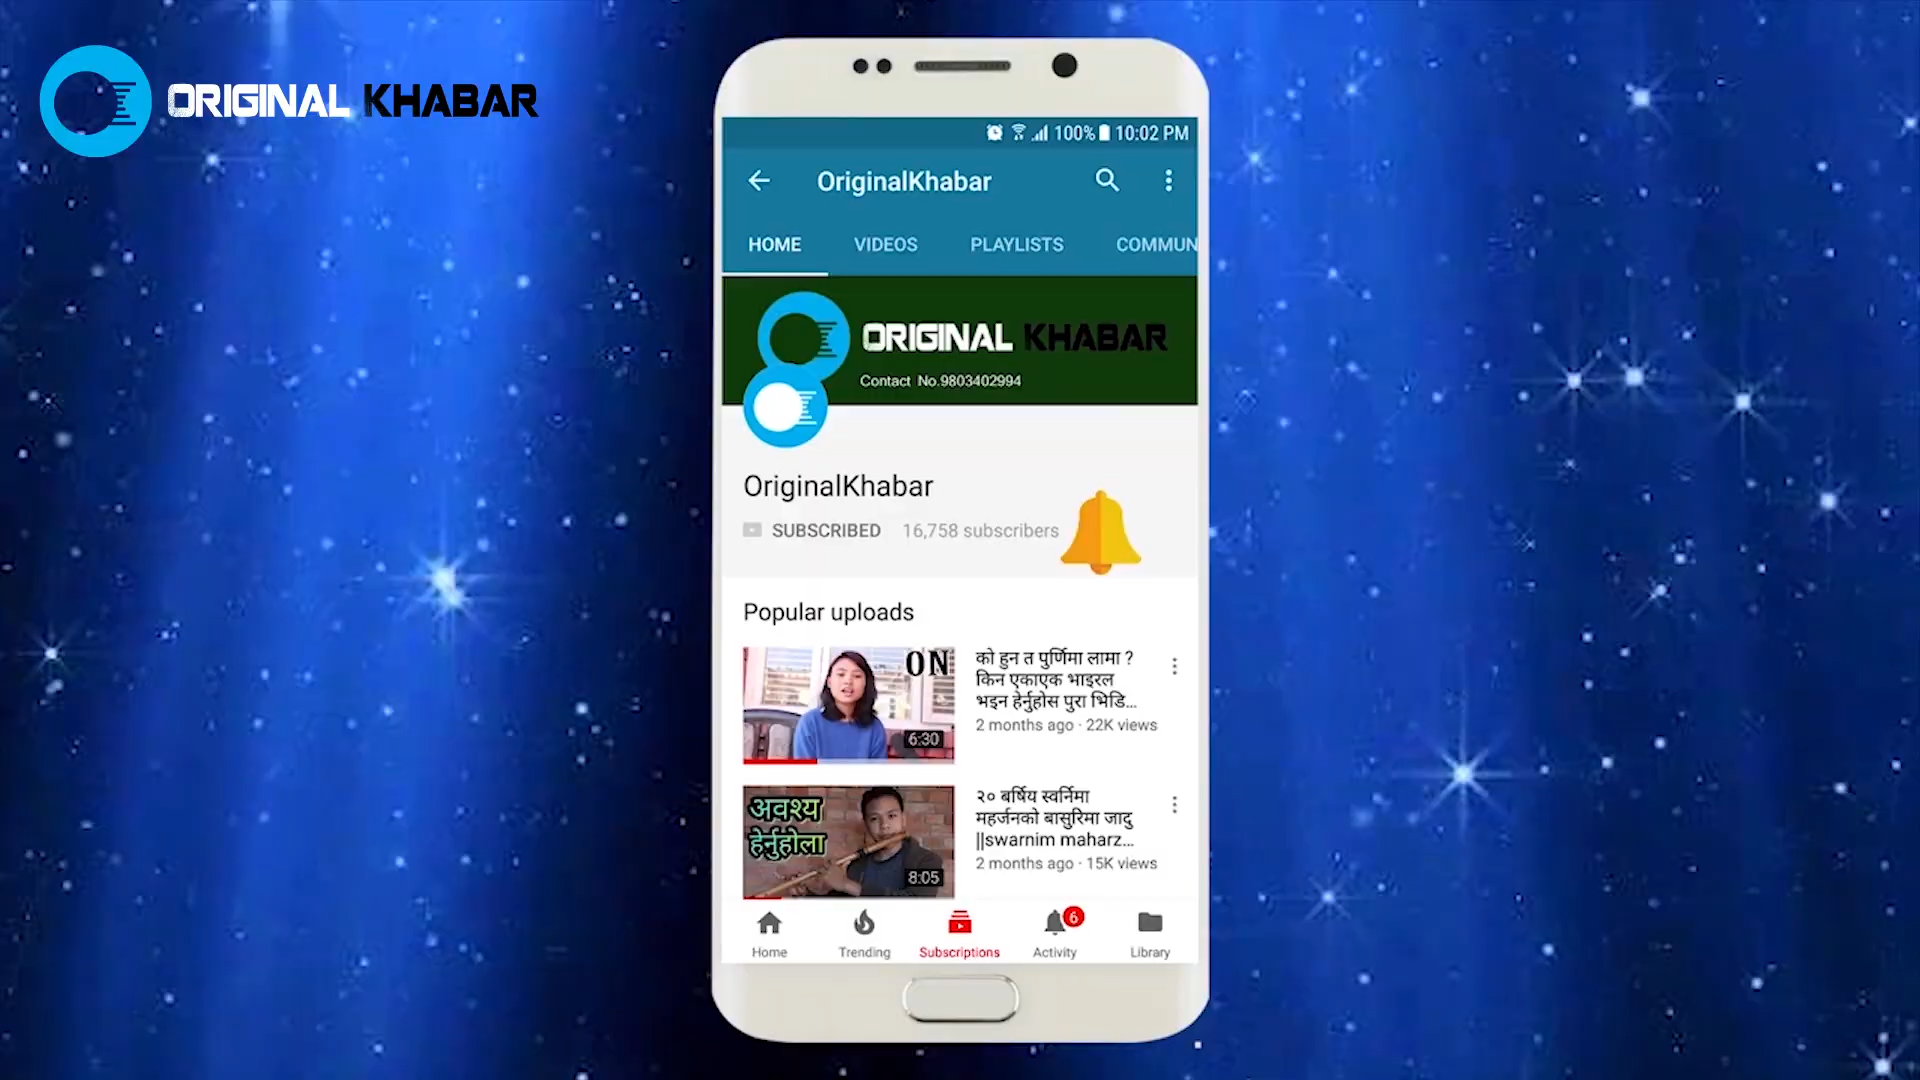 ORIGINAL KHABAR
100% 10:02 PM
OriginalKhabar
HOME VIDEOS PLAYLISTS COMMUN
ORIGINAL KHABAR
Contact No.9803402994
OriginalKhabar
SUBSCRIBED 16,758 subscribers
Popular uploads
ON
6:30
को हुन त पुर्णिमा लामा ?
किन एकाएक भाइरल
भइन हेर्नुहोस पुरा भिडि...
2 months ago · 22K views
अवश्य
हेर्नुहोला
8:05
२० बर्षिय स्वर्निमा
महर्जनको बासुरिमा जादु
||swarnim maharz...
2 months ago · 15K views
6
Home Trending Subscriptions Activity Library